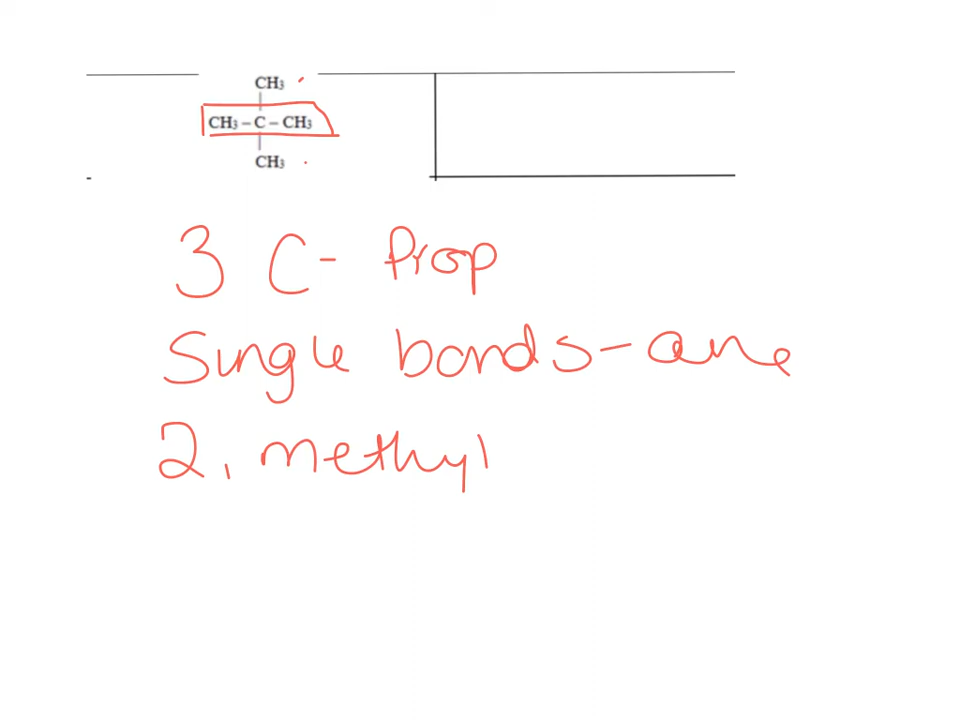 CH3
CH3 – C – CH3
CH3
3 C- Prop
Single bonds-ane
2, methyl